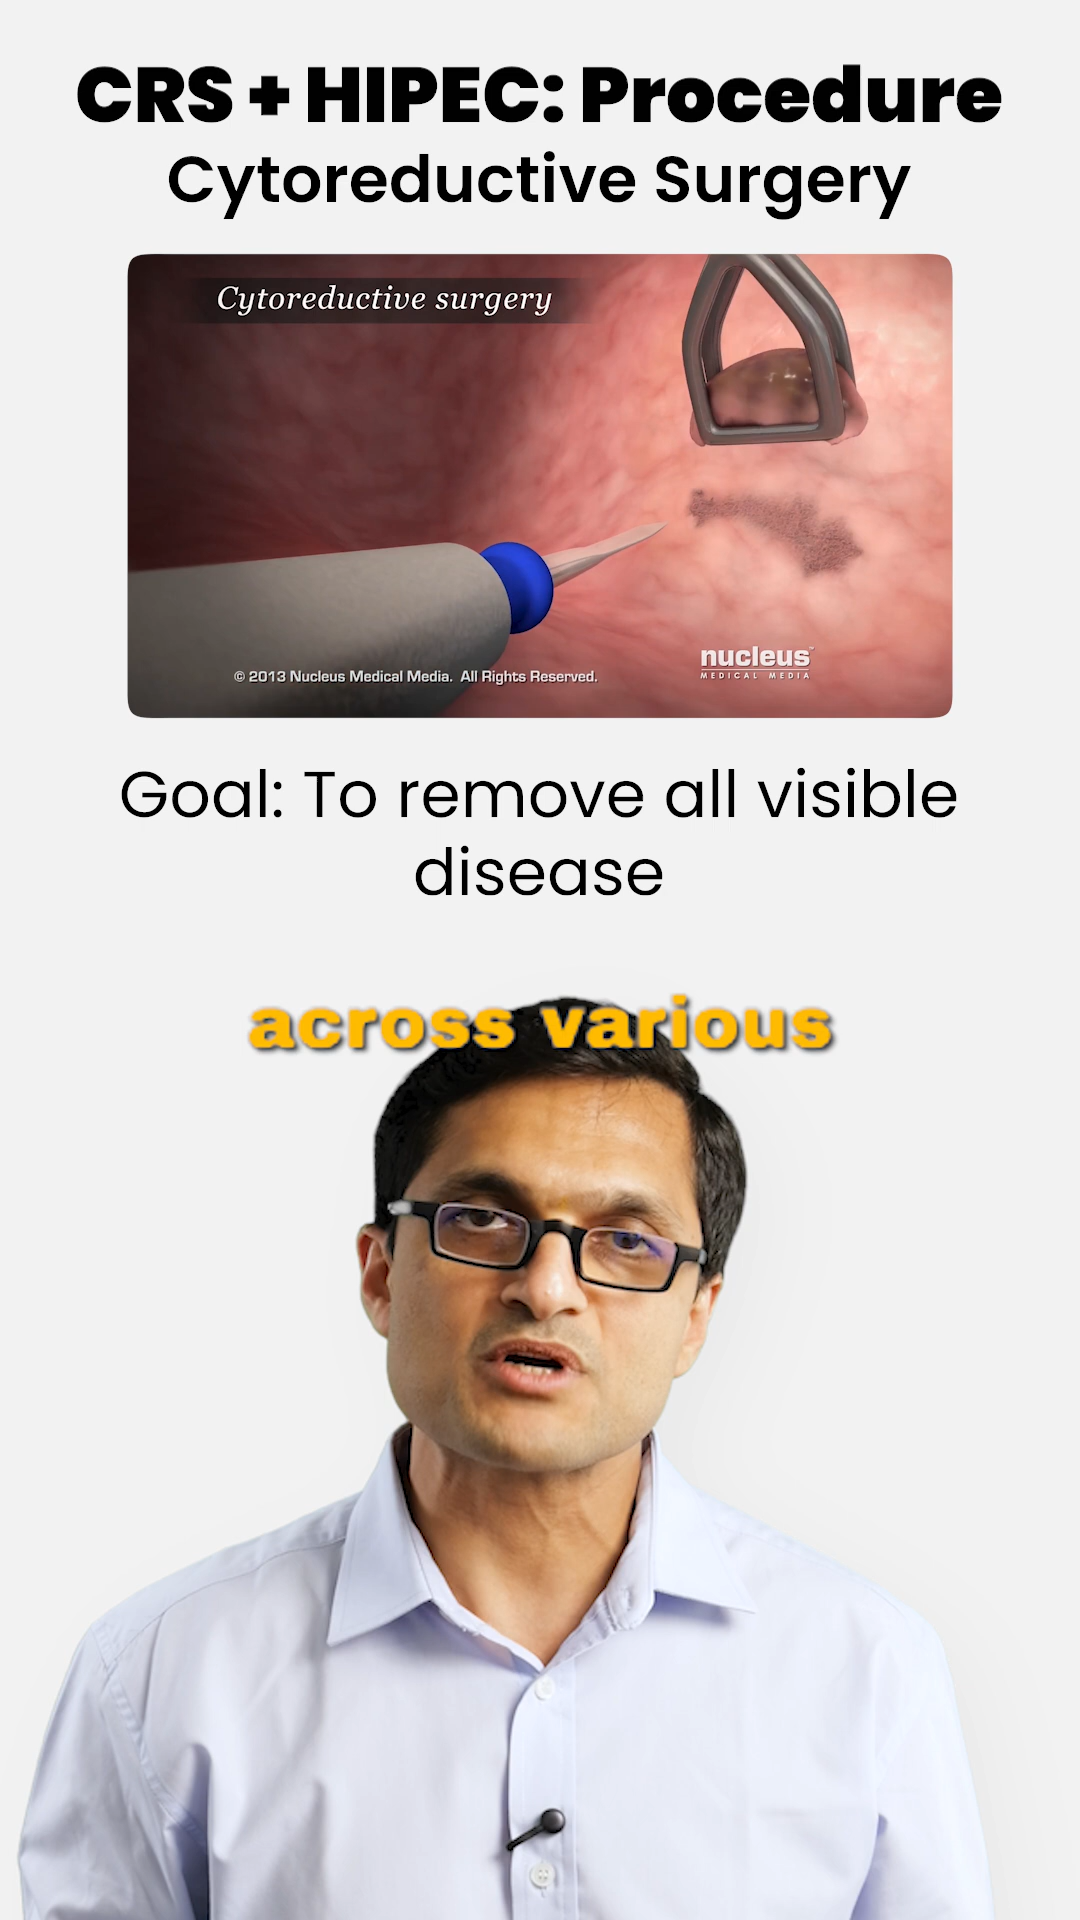 CRS + HIPEC: Procedure
Cytoreductive Surgery
Cytoreductive surgery
nucleus™
MEDICAL MEDIA
© 2013 Nucleus Medical Media. All Rights Reserved.
Goal: To remove all visible
disease
across various